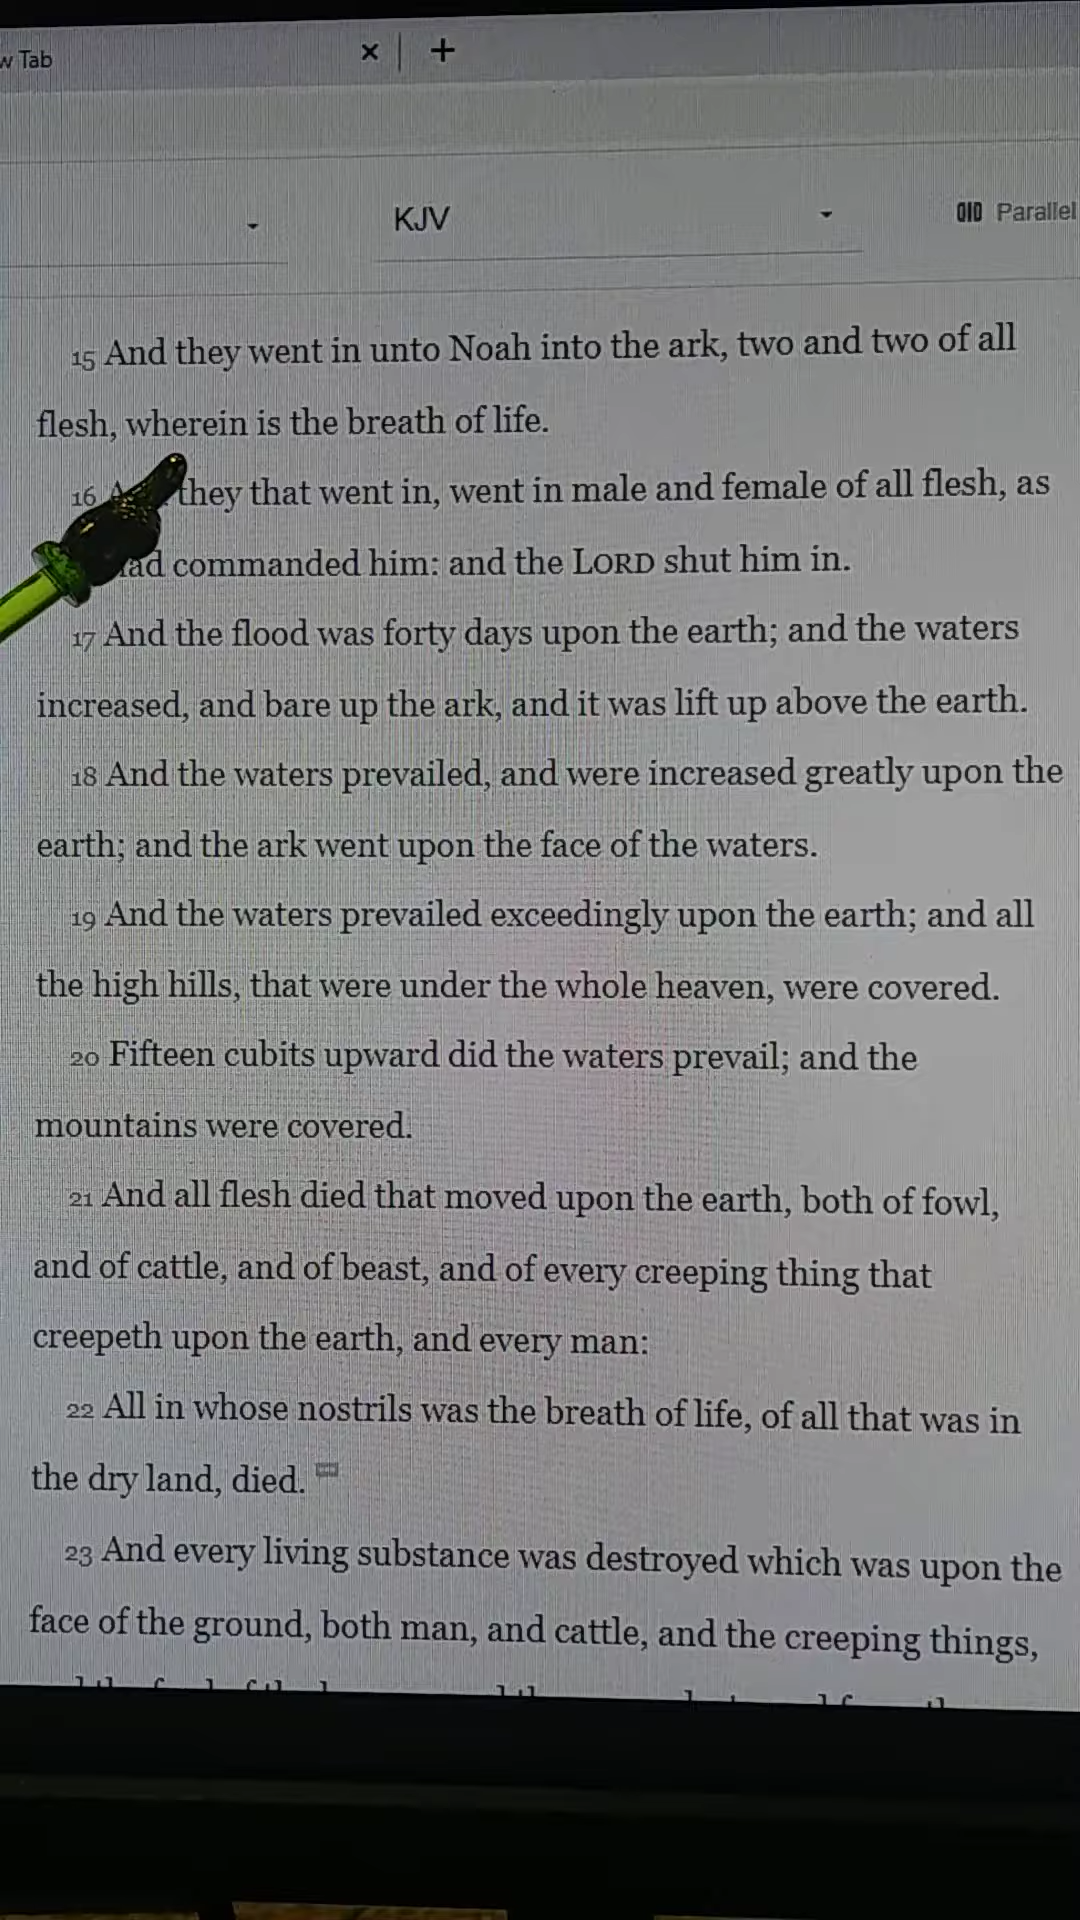 w Tab × +
KJV Parallel
15 And they went in unto Noah into the ark, two and two of all
flesh, wherein is the breath of life.
16 they that went in, went in male and female of all flesh, as
commanded him: and the LORD shut him in.
17 And the flood was forty days upon the earth; and the waters
increased, and bare up the ark, and it was lift up above the earth.
18 And the waters prevailed, and were increased greatly upon the
earth; and the ark went upon the face of the waters.
19 And the waters prevailed exceedingly upon the earth; and all
the high hills, that were under the whole heaven, were covered.
20 Fifteen cubits upward did the waters prevail; and the
mountains were covered.
21 And all flesh died that moved upon the earth, both of fowl,
and of cattle, and of beast, and of every creeping thing that
creepeth upon the earth, and every man:
22 All in whose nostrils was the breath of life, of all that was in
the dry land, died.
23 And every living substance was destroyed which was upon the
face of the ground, both man, and cattle, and the creeping things,